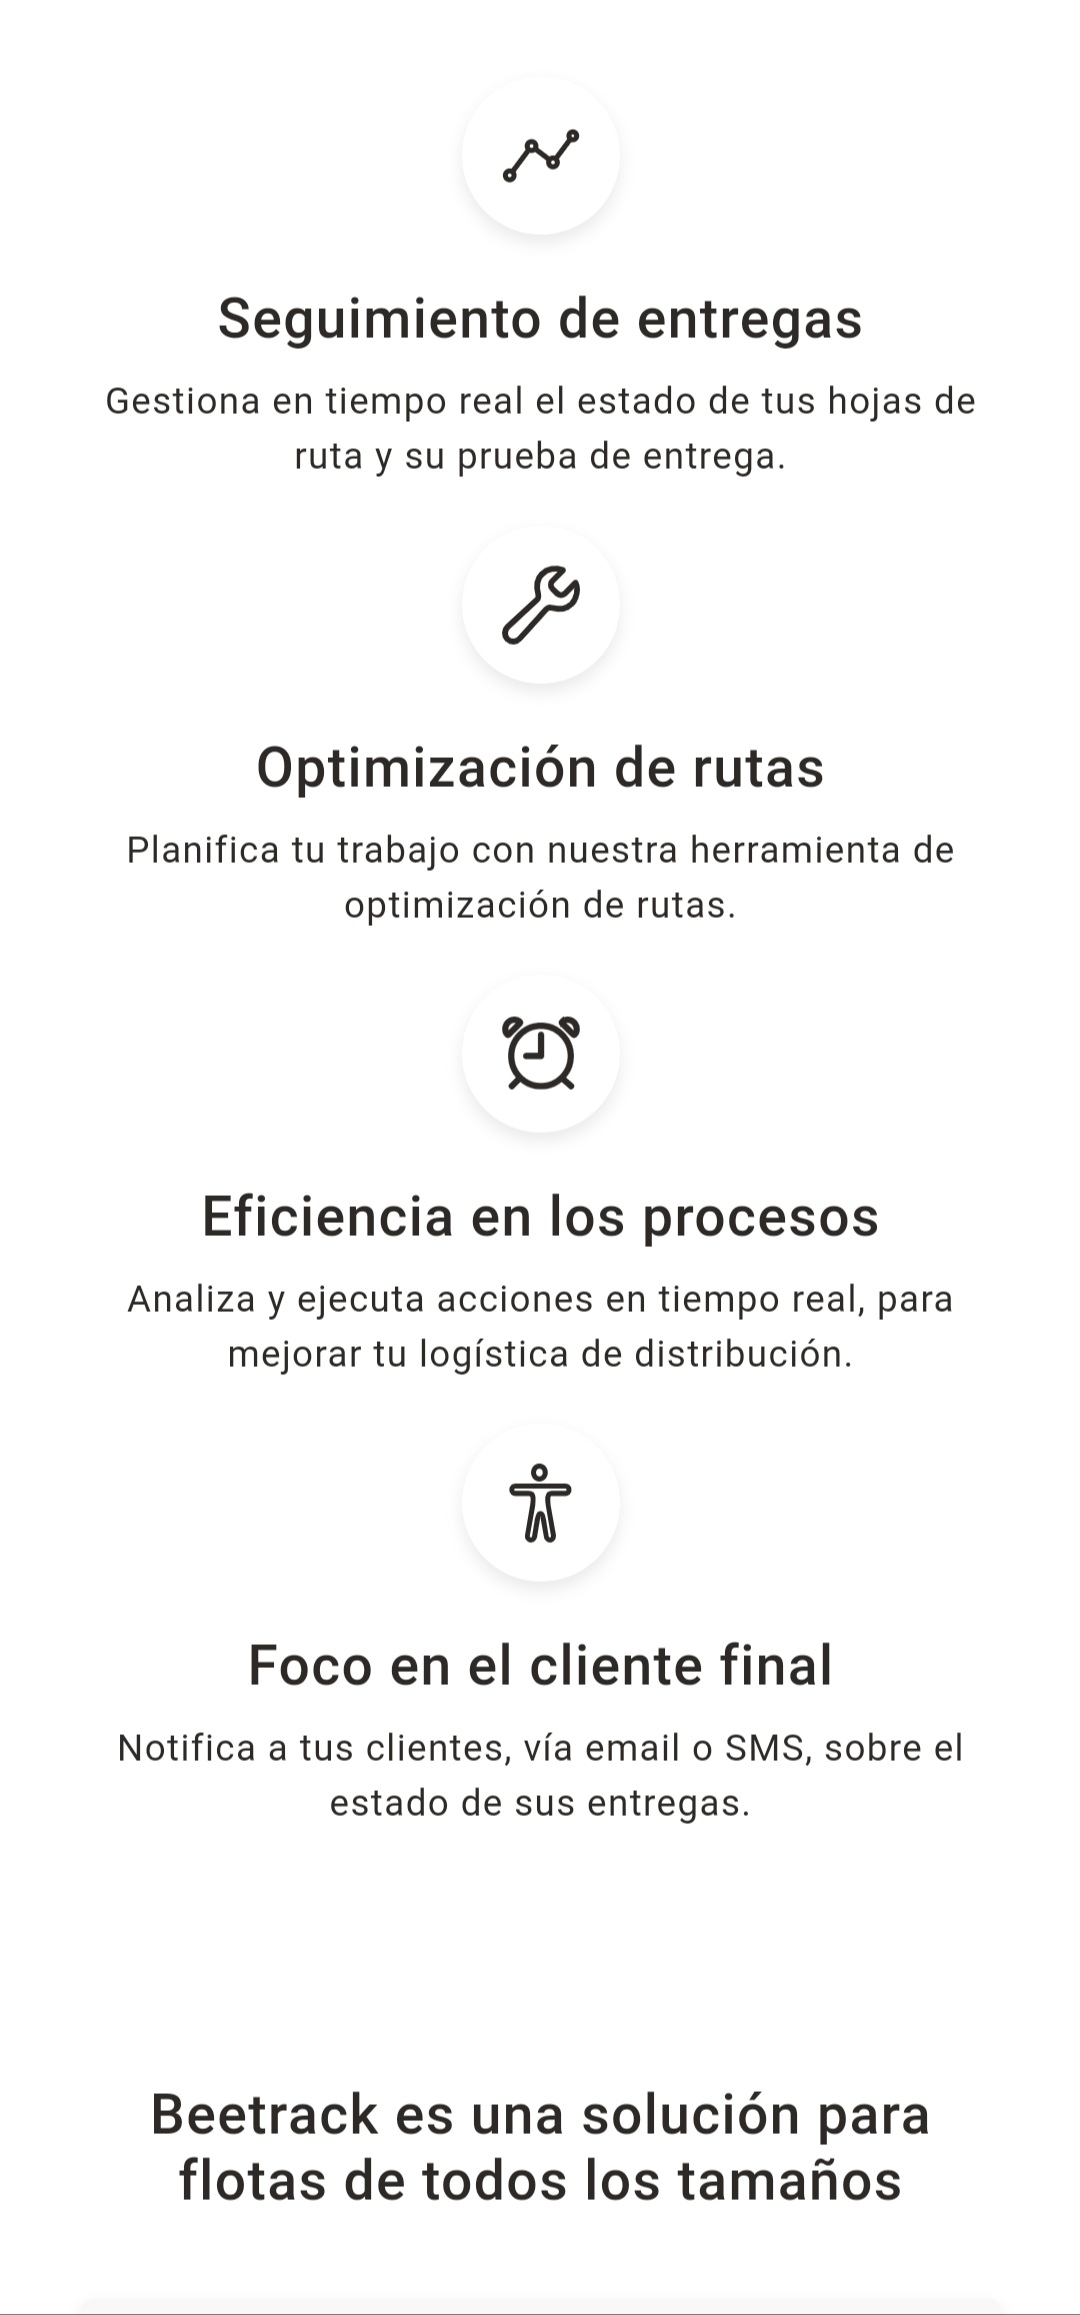 Seguimiento de entregas
Gestiona en tiempo real el estado de tus hojas de
ruta y su prueba de entrega.
Optimización de rutas
Planifica tu trabajo con nuestra herramienta de
optimización de rutas.
Eficiencia en los procesos
Analiza y ejecuta acciones en tiempo real, para
mejorar tu logística de distribución.
Foco en el cliente final
Notifica a tus clientes, vía email o SMS, sobre el
estado de sus entregas.
Beetrack es una solución para
flotas de todos los tamaños